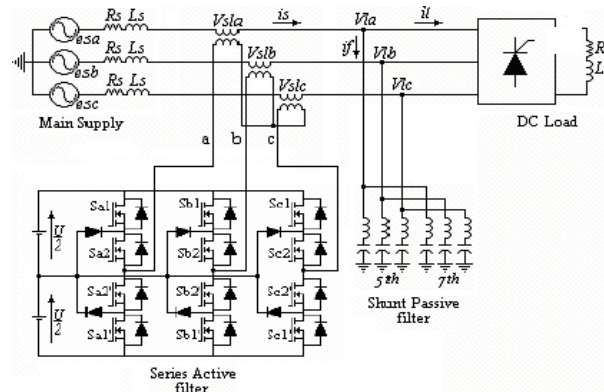 Rs Ls Vsla is Vla il
esa
Rs Ls Vslb if Vlb
esb
Rs Ls Vslc Vlc
esc
R
L
Main Supply
DC Load
a b c
Sa1 Sb1 Sc1
U
2
Sa2 Sb2 Sc2
Sa2' Sb2' Sc2'
U
2
Sa1' Sb1' Sc1'
5th 7th
Shunt Passive
filter
Series Active
filter